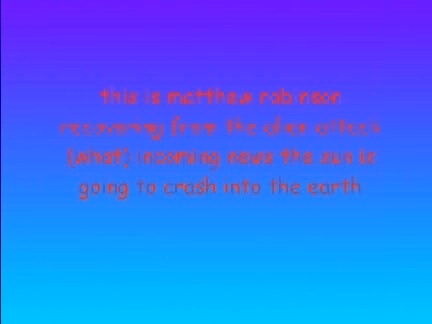 this is matthew robinson
recovering from the alien attack
(what) incoming news the sun is
going to crash into the earth